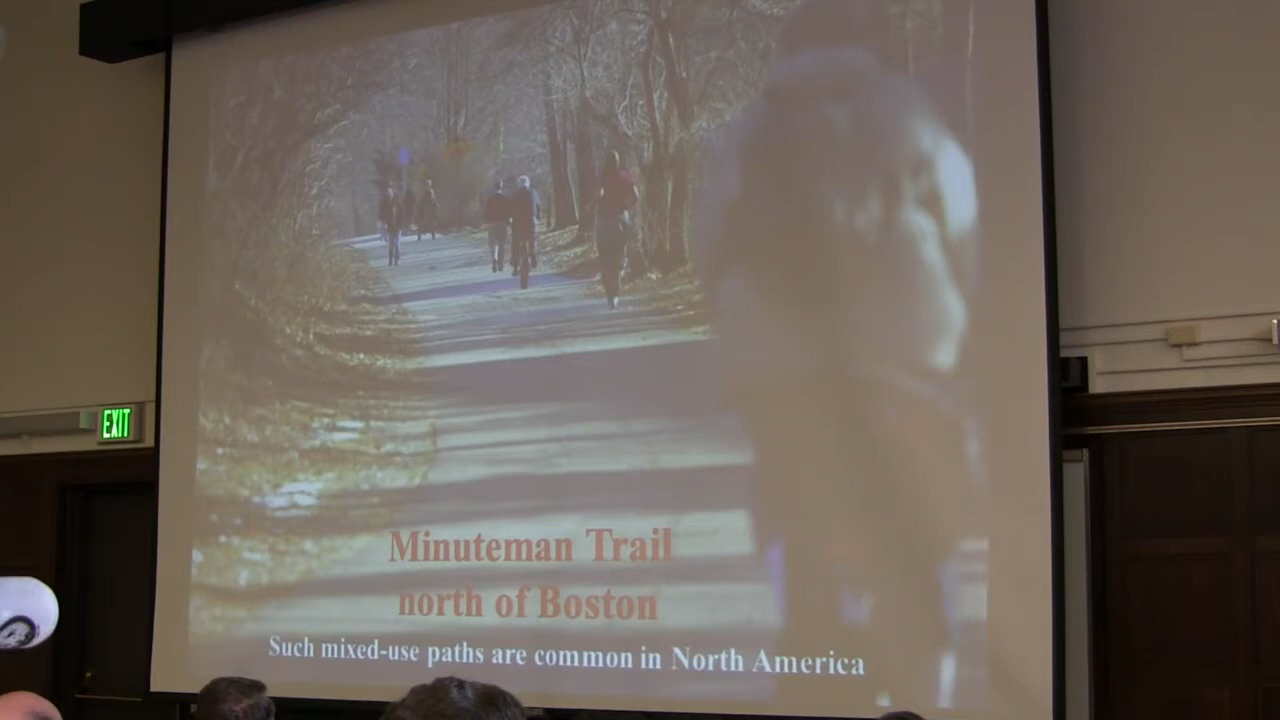 EXIT
Minuteman Trail
north of Boston
Such mixed-use paths are common in North America